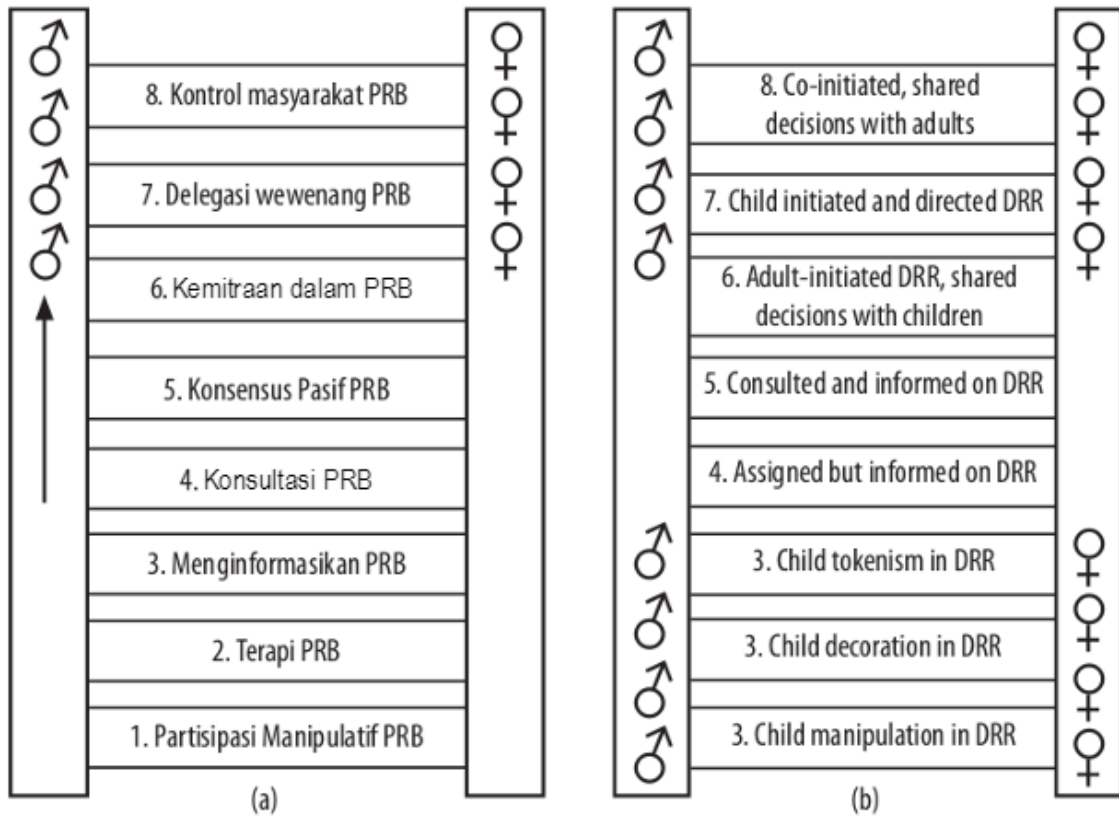 8. Kontrol masyarakat PRB
7. Delegasi wewenang PRB
6. Kemitraan dalam PRB
5. Konsensus Pasif PRB
4. Konsultasi PRB
3. Menginformasikan PRB
2. Terapi PRB
1. Partisipasi Manipulatif PRB
(a)
8. Co-initiated, shared
decisions with adults
7. Child initiated and directed DRR
6. Adult-initiated DRR, shared
decisions with children
5. Consulted and informed on DRR
4. Assigned but informed on DRR
3. Child tokenism in DRR
3. Child decoration in DRR
3. Child manipulation in DRR
(b)